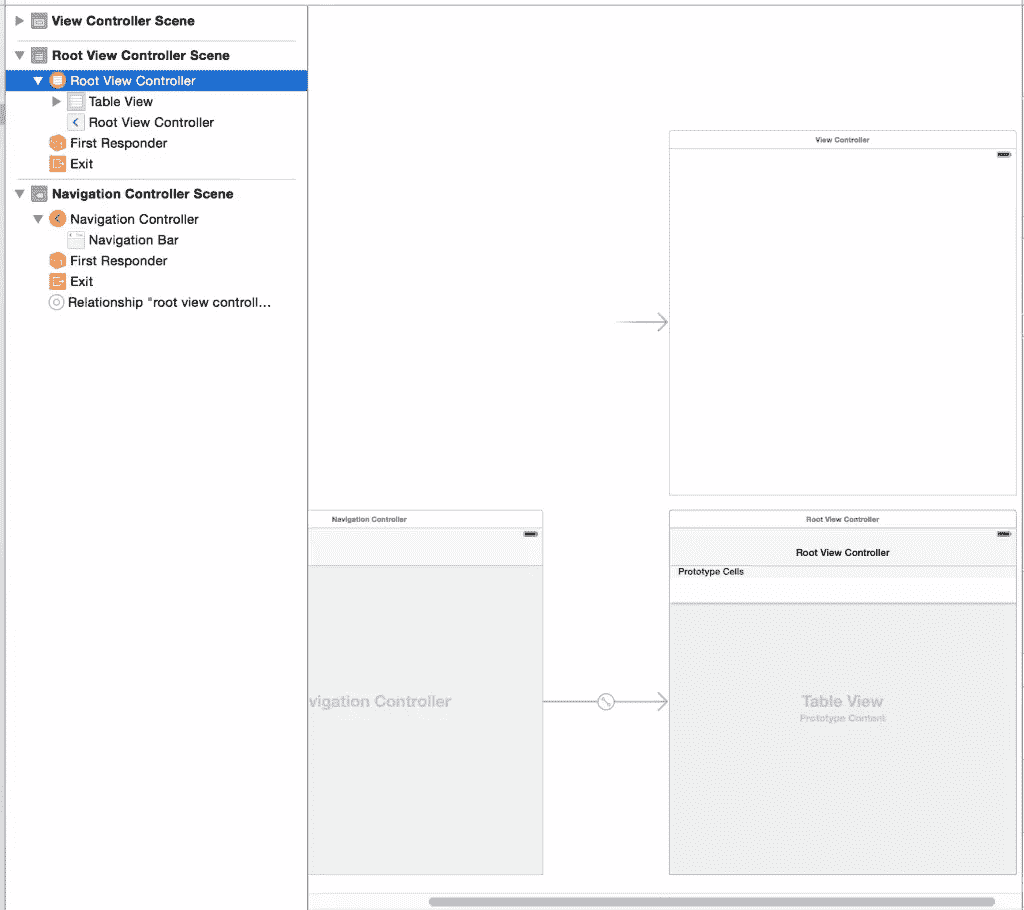 View Controller Scene
Root View Controller Scene
Root View Controller
Table View
Root View Controller
First Responder
Exit
Navigation Controller Scene
Navigation Controller
Navigation Bar
First Responder
Exit
Relationship "root view controll...
View Controller
Navigation Controller
vigation Controller
Root View Controller
Root View Controller
Prototype Cells
Table View
Prototype Content